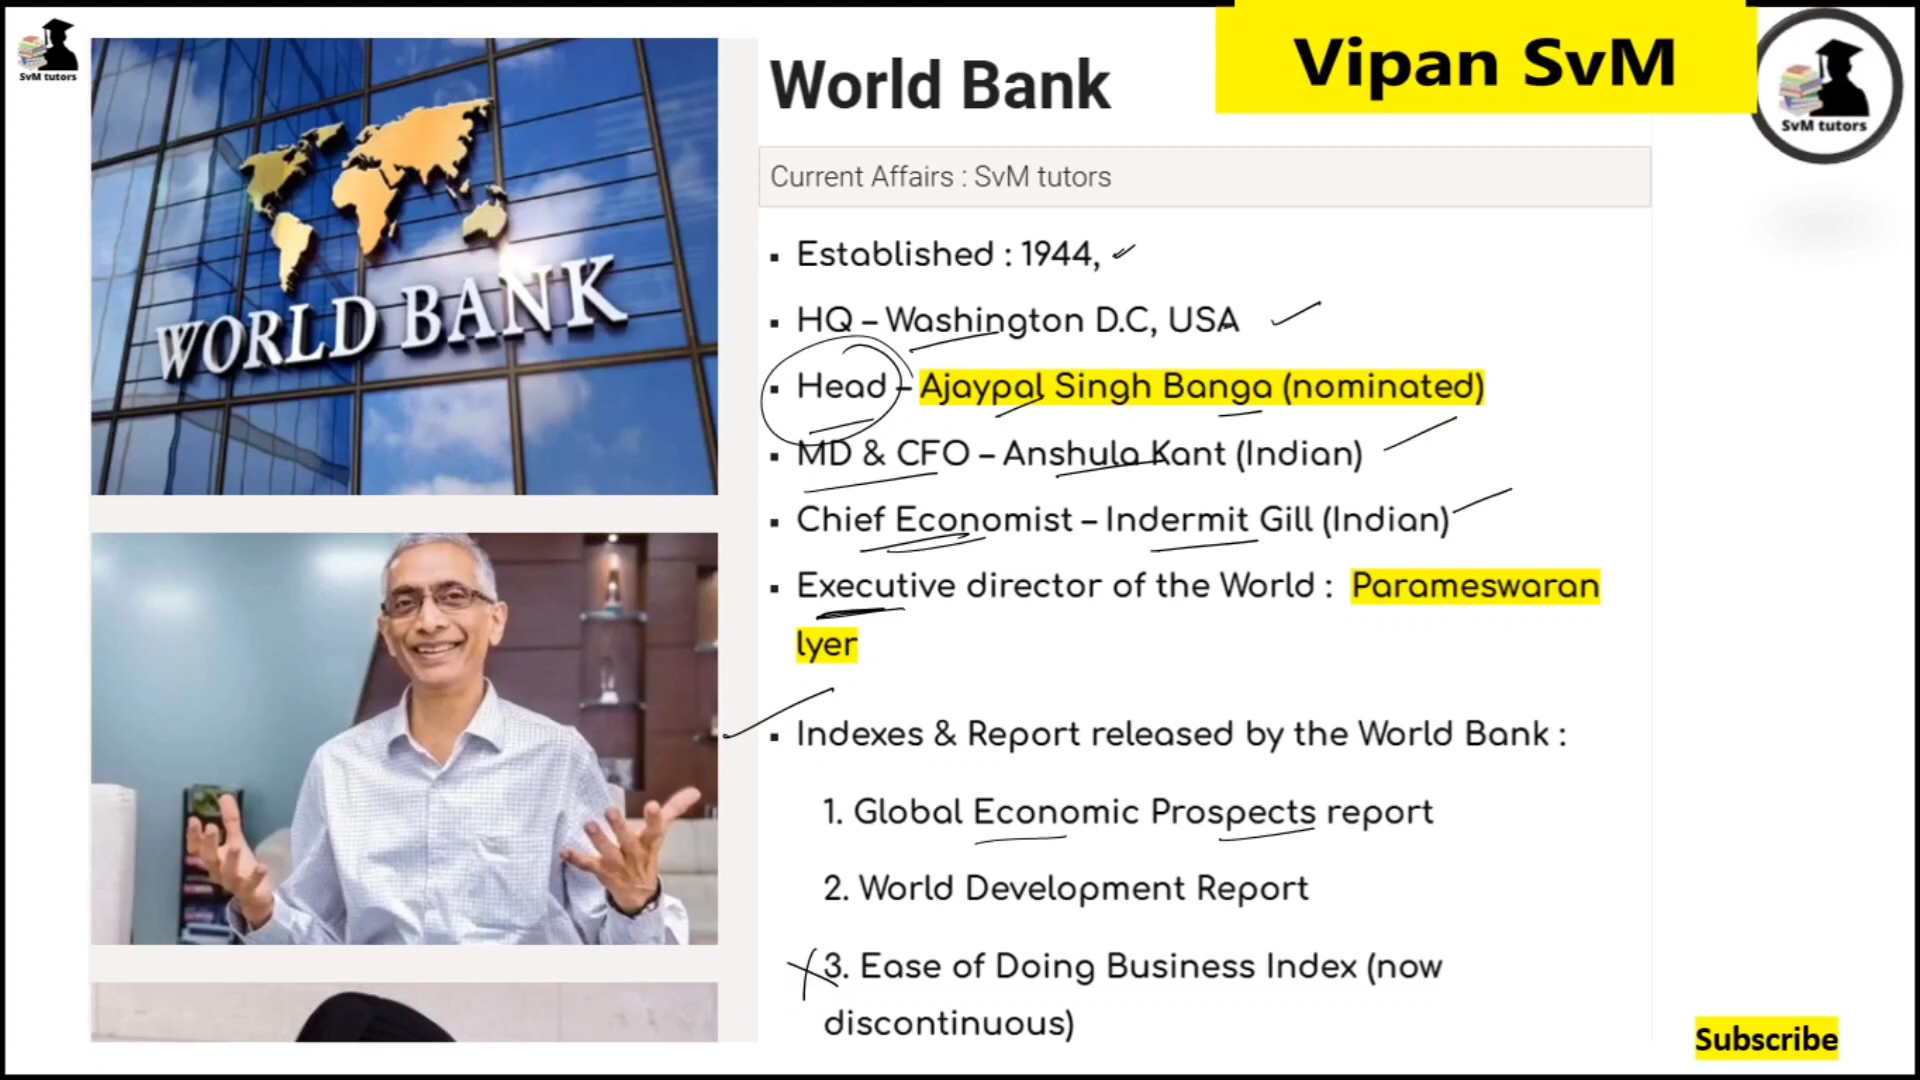 SvM tutors
WORLD BANK
World Bank
Vipan SvM
SvM tutors
Current Affairs : SvM tutors
▪ Established : 1944,
▪ HQ – Washington D.C, USA
▪ Head – Ajaypal Singh Banga (nominated)
▪ MD & CFO – Anshula Kant (Indian)
▪ Chief Economist – Indermit Gill (Indian)
▪ Executive director of the World : Parameswaran
Iyer
▪ Indexes & Report released by the World Bank :
1. Global Economic Prospects report
2. World Development Report
3. Ease of Doing Business Index (now
discontinuous)
Subscribe